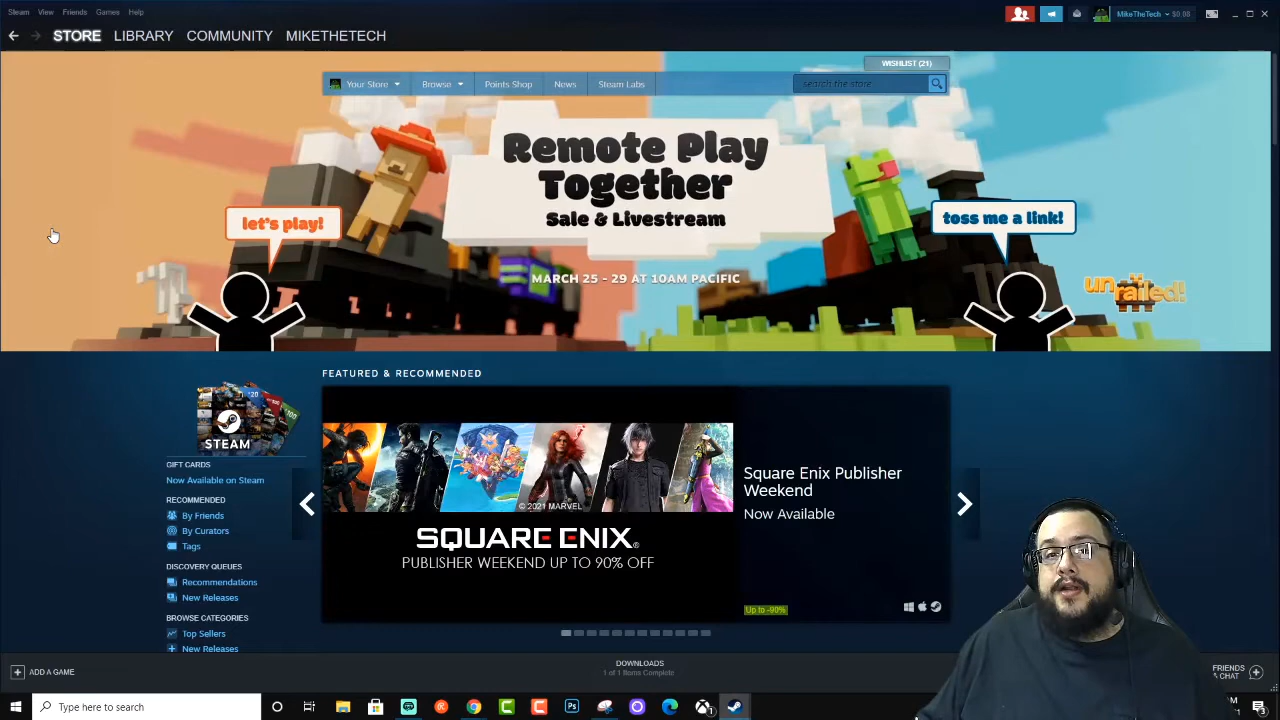 Steam View Friends Games Help
MikeTheTech $0.08
STORE LIBRARY COMMUNITY MIKETHETECH
WISHLIST (21)
Your Store Browse Points Shop News Steam Labs search the store
Remote Play
Together
Sale & Livestream
let's play!
toss me a link!
MARCH 25 - 29 AT 10AM PACIFIC
unrailed!
FEATURED & RECOMMENDED
STEAM
GIFT CARDS
Now Available on Steam
RECOMMENDED
By Friends
By Curators
Tags
DISCOVERY QUEUES
Recommendations
New Releases
BROWSE CATEGORIES
Top Sellers
New Releases
© 2021 MARVEL
SQUARE ENIX®
PUBLISHER WEEKEND UP TO 90% OFF
Square Enix Publisher
Weekend
Now Available
Up to -90%
ADD A GAME
DOWNLOADS
1 of 1 Items Complete
FRIENDS
& CHAT
Type here to search